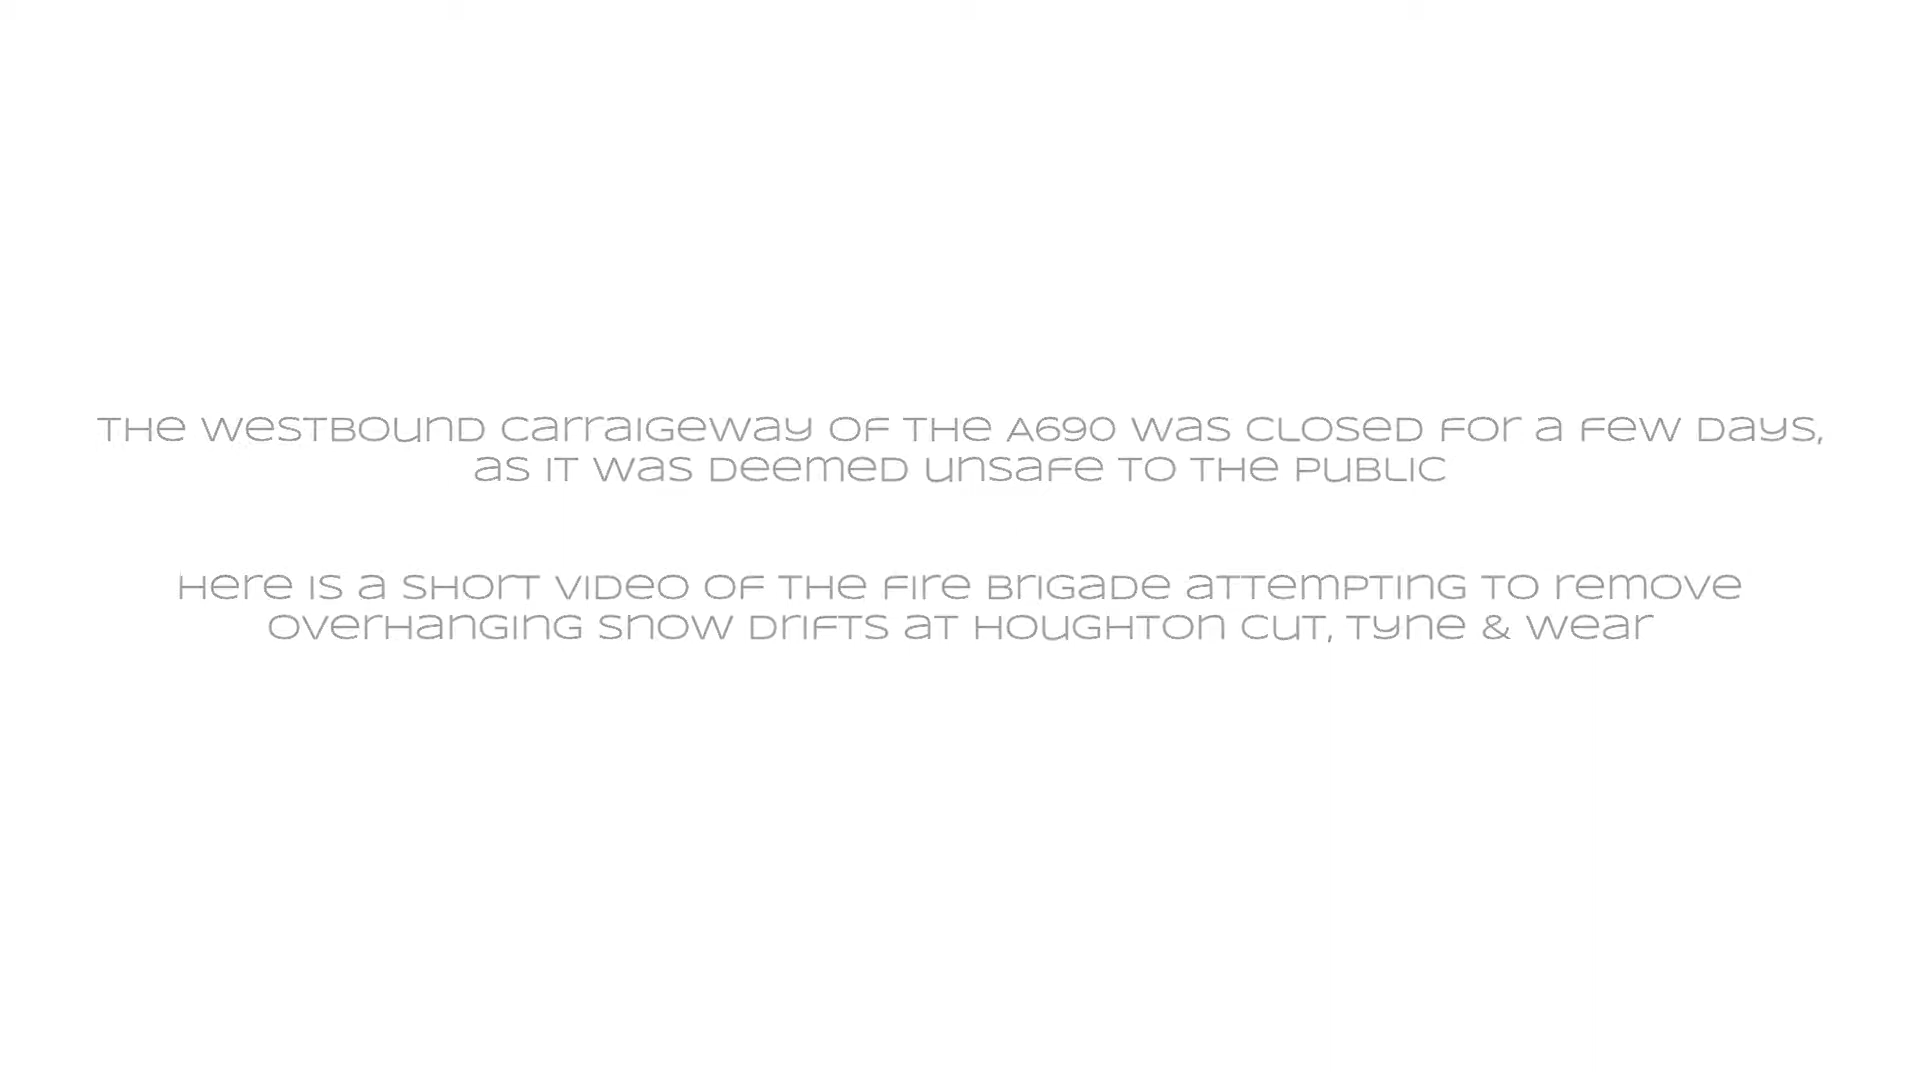 The westbound carraigeway of the A690 was closed for a few days,
as it was deemed unsafe to the public
Here is a short video of the fire brigade attempting to remove
overhanging snow drifts at Houghton Cut, Tyne & Wear